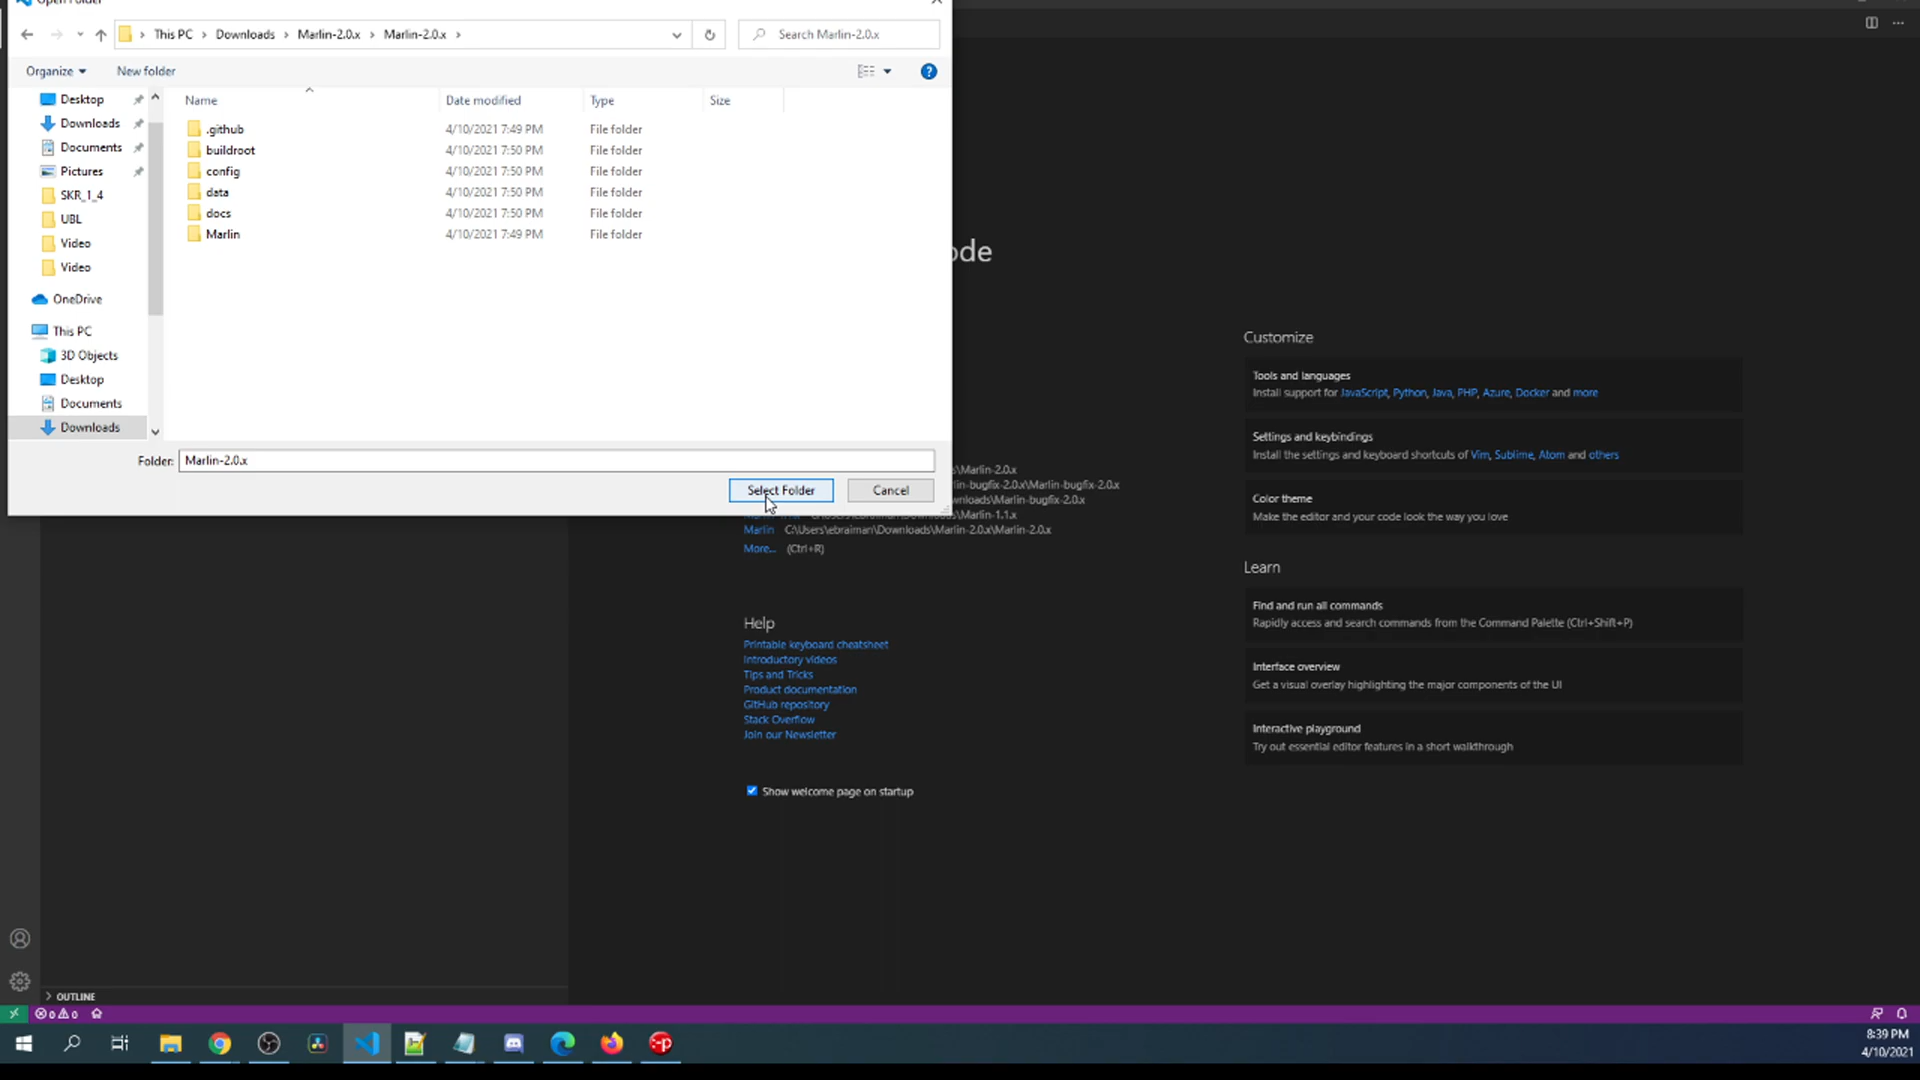 Open Folder
This PC > Downloads > Marlin-2.0.x > Marlin-2.0.x >
Search Marlin-2.0.x
Organize
New folder
?
Desktop
Downloads
Documents
Pictures
SKR_1_4
UBL
Video
Video
OneDrive
This PC
3D Objects
Desktop
Documents
Downloads
Name
Date modified
Type
Size
.github
4/10/2021 7:49 PM
File folder
buildroot
4/10/2021 7:50 PM
File folder
config
4/10/2021 7:50 PM
File folder
data
4/10/2021 7:50 PM
File folder
docs
4/10/2021 7:50 PM
File folder
Marlin
4/10/2021 7:49 PM
File folder
Folder: Marlin-2.0.x
Select Folder
Cancel
ode
s\Marlin-2.0.x
lin-bugfix-2.0.x\Marlin-bugfix-2.0.x
wnloads\Marlin-bugfix-2.0.x
\Downloads\Marlin-1.1.x
Marlin C:\Users\ebraiman\Downloads\Marlin-2.0.x\Marlin-2.0.x
More... (Ctrl+R)
Help
Printable keyboard cheatsheet
Introductory videos
Tips and Tricks
Product documentation
GitHub repository
Stack Overflow
Join our Newsletter
Show welcome page on startup
Customize
Tools and languages
Install support for JavaScript, Python, Java, PHP, Azure, Docker and more
Settings and keybindings
Install the settings and keyboard shortcuts of Vim, Sublime, Atom and others
Color theme
Make the editor and your code look the way you love
Learn
Find and run all commands
Rapidly access and search commands from the Command Palette (Ctrl+Shift+P)
Interface overview
Get a visual overlay highlighting the major components of the UI
Interactive playground
Try out essential editor features in a short walkthrough
OUTLINE
0 0
8:39 PM
4/10/2021